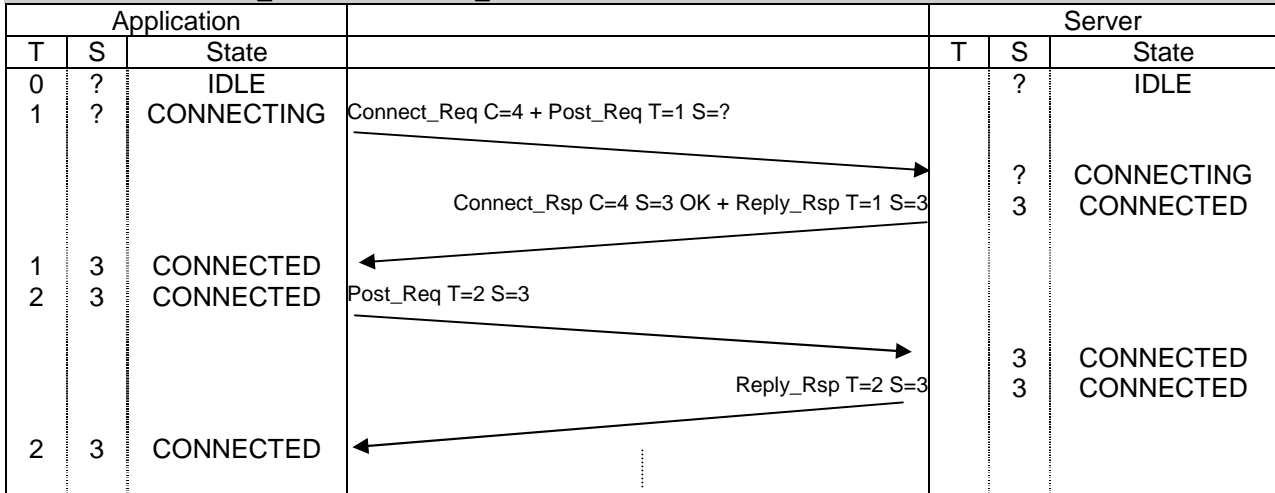 Application Server
T S State T S State
0 ? IDLE ? IDLE
1 ? CONNECTING Connect_Req C=4 + Post_Req T=1 S=?
? CONNECTING
Connect_Rsp C=4 S=3 OK + Reply_Rsp T=1 S=3 3 CONNECTED
1 3 CONNECTED
2 3 CONNECTED Post_Req T=2 S=3
3 CONNECTED
Reply_Rsp T=2 S=3 3 CONNECTED
2 3 CONNECTED